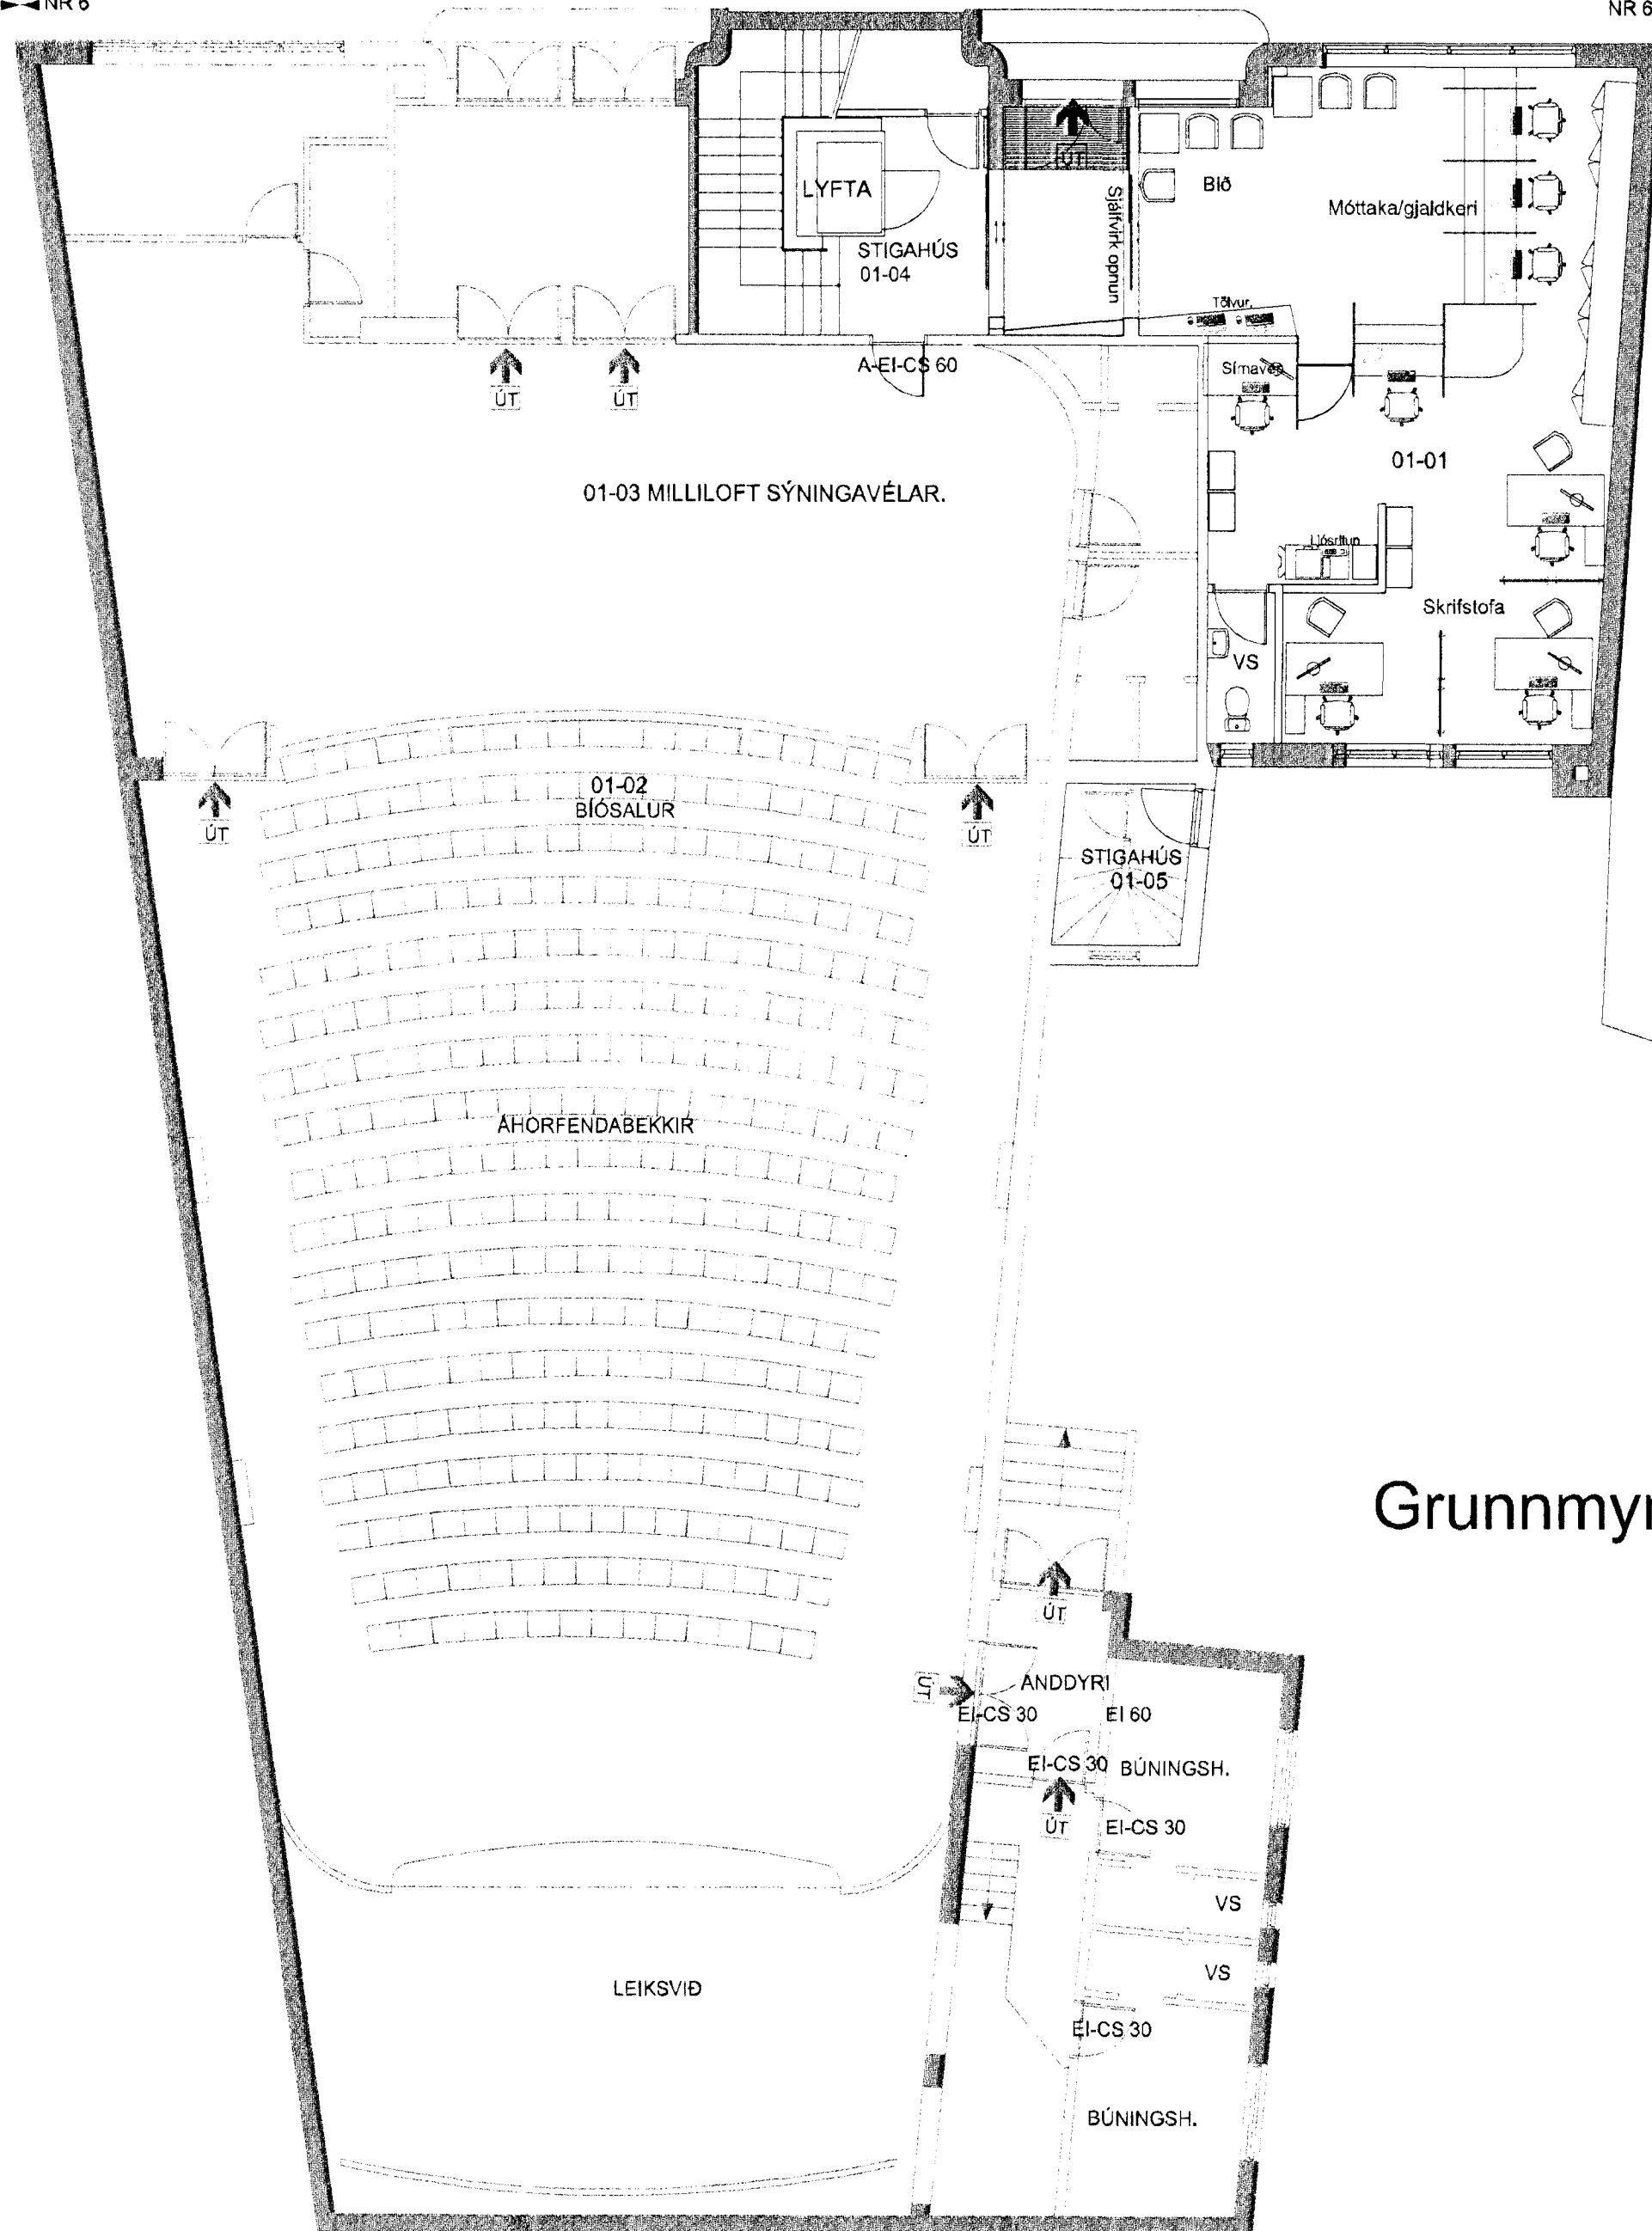 NR 6
NR 6
ÚT
LYFTA
Bið
Móttaka/gjaldkeri
Sjálfvirk opnun
STIGAHÚS
01-04
Tölvur.
A-EI-CS 60
Símaver
ÚT
ÚT
01-01
01-03 MILLILOFT SÝNINGAVÉLAR.
Ljósritun
Skrifstofa
VS
01-02
BÍÓSALUR
ÚT
ÚT
STIGAHÚS
01-05
ÁHORFENDABEKKIR
Grunnmyn
ÚT
ÚT
ANDDYRI
EI-CS 30
EI 60
EI-CS 30
BÚNINGSH.
ÚT
EI-CS 30
VS
VS
LEIKSVIÐ
EI-CS 30
BÚNINGSH.